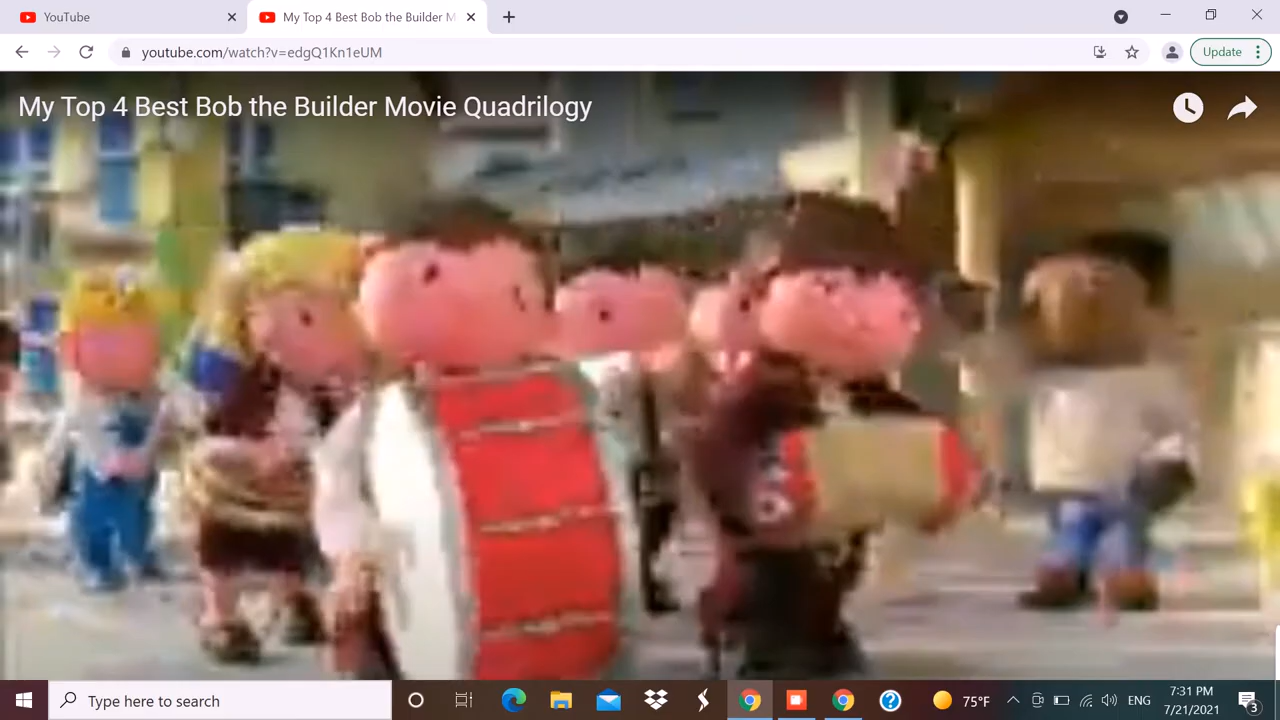 YouTube
My Top 4 Best Bob the Builder M
youtube.com/watch?v=edgQ1Kn1eUM
Update
My Top 4 Best Bob the Builder Movie Quadrilogy
Type here to search
75°F
ENG
7:31 PM
7/21/2021
3